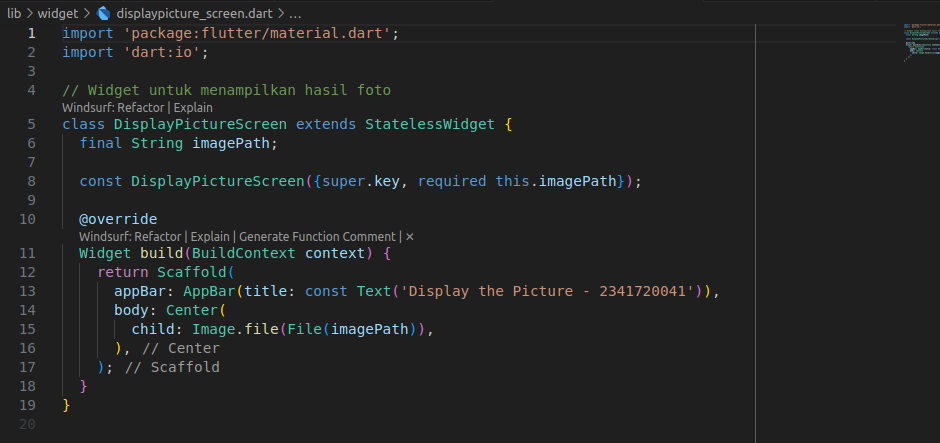 lib > widget > displaypicture_screen.dart > ...
1 import 'package:flutter/material.dart';
2 import 'dart:io';
3
4 // Widget untuk menampilkan hasil foto
Windsurf: Refactor | Explain
5 class DisplayPictureScreen extends StatelessWidget {
6 final String imagePath;
7
8 const DisplayPictureScreen({super.key, required this.imagePath});
9
10 @override
Windsurf: Refactor | Explain | Generate Function Comment | ×
11 Widget build(BuildContext context) {
12 return Scaffold(
13 appBar: AppBar(title: const Text('Display the Picture - 2341720041')),
14 body: Center(
15 child: Image.file(File(imagePath)),
16 ), // Center
17 ); // Scaffold
18 }
19 }
20